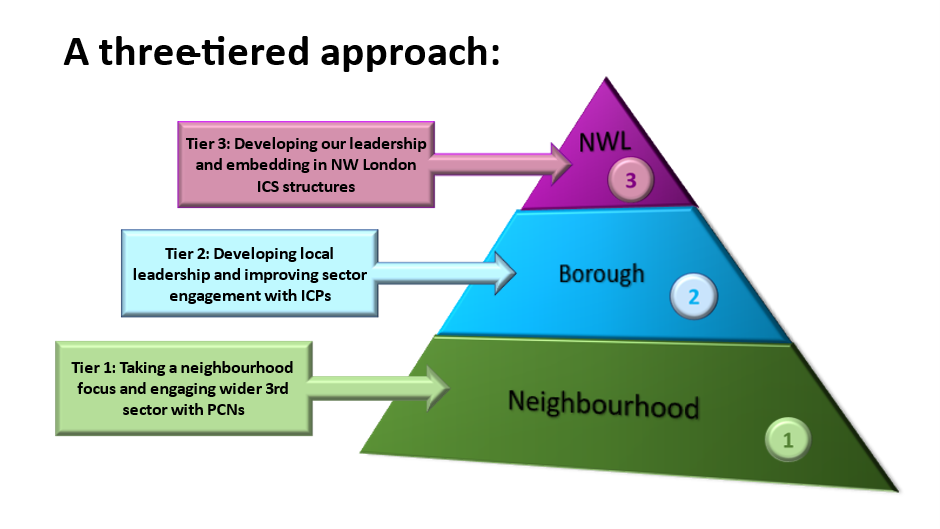 A three-tiered approach:
Tier 3: Developing our leadership
and embedding in NW London
ICS structures
NWL
3
Tier 2: Developing local
leadership and improving sector
engagement with ICPs
Borough
2
Tier 1: Taking a neighbourhood
focus and engaging wider 3rd
sector with PCNs
Neighbourhood
1